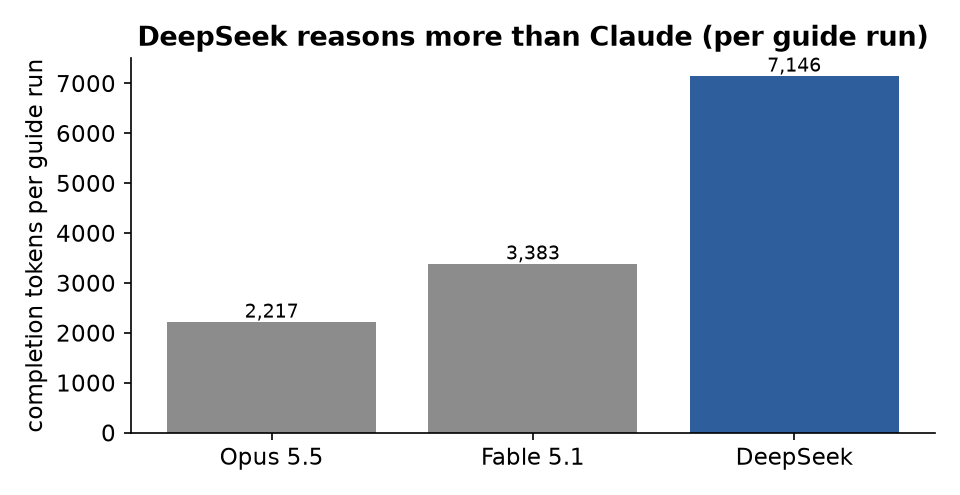 DeepSeek reasons more than Claude (per guide run)
completion tokens per guide run
7000
6000
5000
4000
3000
2000
1000
0
2,217
3,383
7,146
Opus 5.5
Fable 5.1
DeepSeek